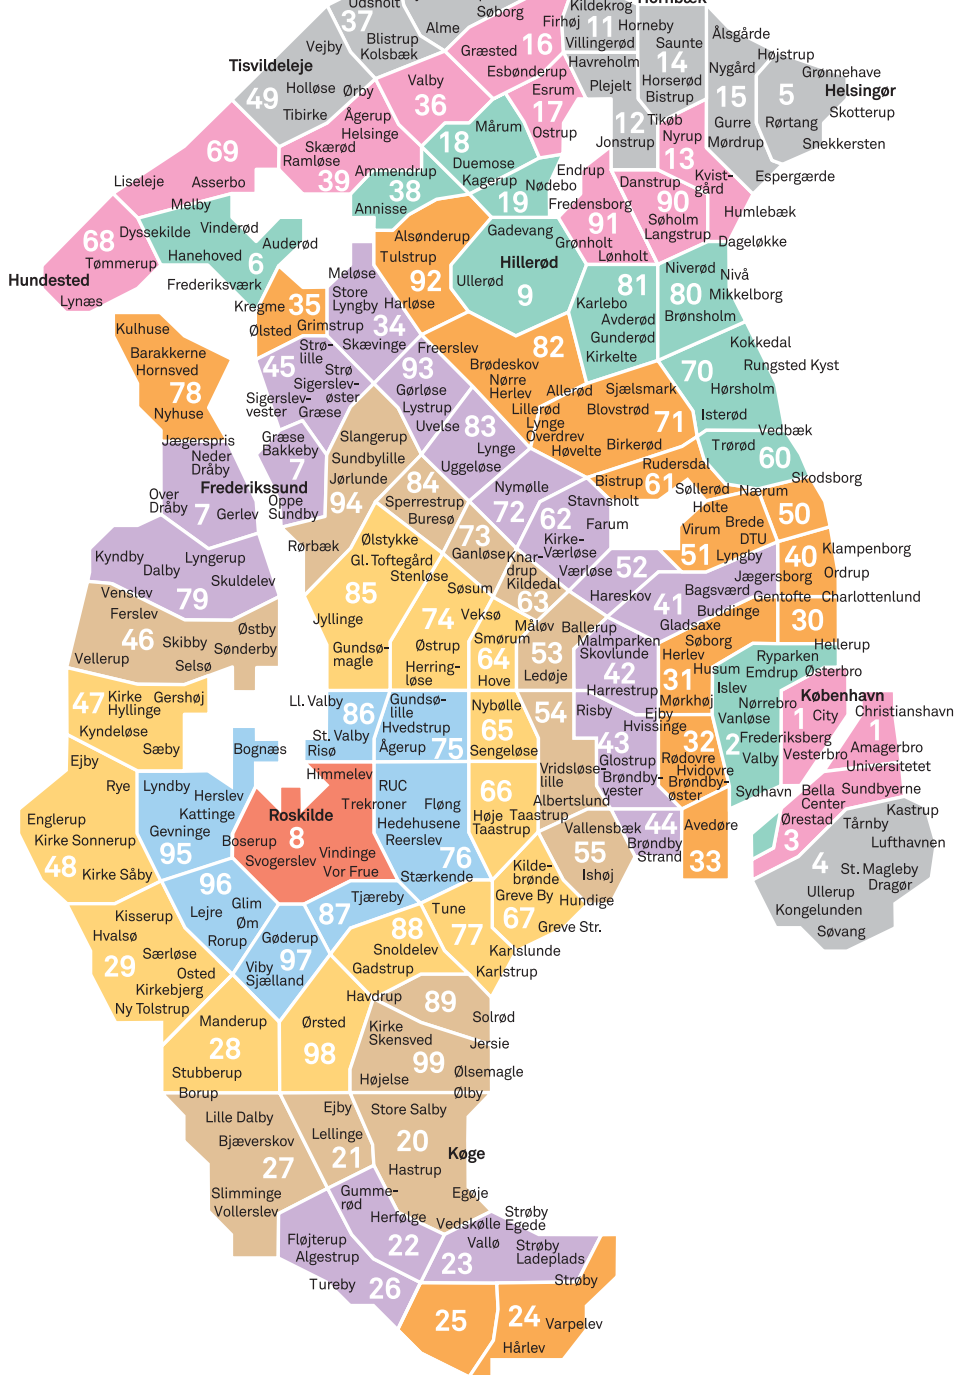 Udsholt
37
Søborg
Alme
Blistrup
Kolsbæk
Vejby
Tisvildeleje
49
Holløse
Ørby
Tibirke
Kildekrog
Firhøj
11
Horneby
Villingerød
16
Græsted
Esbønderup
Havreholm
Saunte
14
Horserød
Bistrup
Plejelt
Ålsgårde
Højstrup
Nygård
Grønnehave
15
5
Helsingør
Skotterup
Gurre
Rørtang
Mørdrup
Snekkersten
Espergærde
Valby
36
Esrum
17
Ostrup
12
Jonstrup
Tikøb
Nyrup
13
Kvist-
gård
Ågerup
Helsinge
Skærød
Ramløse
39
69
Liseleje
Asserbo
Mårum
18
Duemose
Kagerup
Ammendrup
38
Annisse
Nødebo
19
Endrup
Fredensborg
91
Grønholt
Lønholt
Danstrup
90
Søholm
Langstrup
Humlebæk
Dageløkke
Melby
68
Dyssekilde
Tømmerup
Hundested
Lynæs
Vinderød
Auderød
Hanehoved
6
Frederiksværk
Gadevang
Hillerød
Ullerød
9
Alsønderup
Tulstrup
92
Harløse
Meløse
Store
Lyngby
34
Skævinge
Kregme
35
Ølsted
Grimstrup
81
Karlebo
Avderød
Gunderød
Kirkelte
Niverød
Nivå
80
Mikkelborg
Brønsholm
Kokkedal
Rungsted Kyst
70
Hørsholm
Isterød
Vedbæk
Trørød
60
Skodsborg
Kulhuse
Barakkerne
Hornsved
78
Nyhuse
Jægerspris
Neder
Dråby
Frederikssund
Over
Dråby
7
Gerlev
Strø-
lille
45
Strø
Sigerslev-
øster
Sigerslev-
vester
Græse
Græse
Bakkeby
7
Oppe
Sundby
Freerslev
93
Gørløse
Lystrup
Uvelse
82
Brødeskov
Nørre
Herlev
Allerød
Sjælsmark
Lillerød
Blovstrød
71
Lynge
Overdrev
Birkerød
Høvelte
83
Lynge
Uggeløse
Rudersdal
Bistrup
61
Søllerød
Nærum
50
Holte
Virum
Brede
DTU
51
Lyngby
Slangerup
Sundbylille
Jørlunde
94
Rørbæk
84
Sperrestrup
Buresø
Nymølle
72
Stavnsholt
62
Farum
Kirke-
Værløse
Værløse
52
Hareskov
73
Ganløse
Knar-
drup
Kildedal
63
Måløv
Ølstykke
Gl. Toftegård
Stenløse
85
Jyllinge
Gundsø-
magle
Søsum
74
Veksø
Østrup
Smørum
Herring-
løse
64
Hove
Kyndby
Lyngerup
Dalby
Skuldelev
Venslev
79
Ferslev
46
Skibby
Østby
Sønderby
Vellerup
Selsø
40
Klampenborg
Ordrup
Jægersborg
Bagsværd
Gentofte
Charlottenlund
41
Buddinge
30
Gladsaxe
Søborg
Hellerup
Ballerup
Malmparken
Skovlunde
53
Ledøje
42
Harrestrup
Herlev
31
Husum
Mørkhøj
Ryparken
Emdrup
Østerbro
Islev
Nørrebro
København
Vanløse
1
City
Christianshavn
2
Frederiksberg
1
Amagerbro
Valby
Vesterbro
Universitetet
Sydhavn
Bella
Center
Sundbyerne
Ørestad
3
Kastrup
Tårnby
Lufthavnen
4
St. Magleby
Dragør
Ullerup
Kongelunden
Søvang
47
Kirke
Hyllinge
Gershøj
Kyndeløse
Sæby
Ejby
Rye
Ll. Valby
86
St. Valby
Risø
Gundsø-
lille
Hvedstrup
Ågerup
75
Nybølle
65
Sengeløse
54
Risby
Ejby
Hvissinge
43
Glostrup
Brøndby-
vester
32
Rødovre
Hvidovre
Brøndby-
øster
Bognæs
Himmelev
Lyndby
Herslev
Kattinge
Gevninge
95
Boserup
Roskilde
8
Svogerslev
Vindinge
Vor Frue
RUC
Trekroner
Fløng
Hedehusene
Reerslev
76
Stærkende
66
Høje
Taastrup
Taastrup
Vridsløse-
lille
Albertslund
Vallensbæk
44
Brøndby
Strand
Avedøre
33
55
Ishøj
Hundige
Englerup
Kirke Sonnerup
48
Kirke Såby
Kilde-
brønde
Greve By
67
Greve Str.
Karlslunde
Karlstrup
96
Glim
Lejre
Øm
Rorup
Gøderup
87
Tjæreby
Viby
Sjælland
97
88
Snoldelev
Gadstrup
Tune
77
Kisserup
Hvalsø
Særløse
29
Osted
Kirkebjerg
Ny Tolstrup
Havdrup
89
Solrød
Manderup
28
Stubberup
Borup
Ørsted
98
Kirke
Skensved
Jersie
99
Højelse
Ølsemagle
Ølby
Lille Dalby
Bjæverskov
27
Slimminge
Vollerslev
Ejby
Lellinge
21
Store Salby
20
Køge
Hastrup
Egøje
Gumme-
rød
Herfølge
22
Vedskølle
Strøby
Egede
Vallø
23
Strøby
Ladeplads
Strøby
Fløjterup
Algestrup
Tureby
26
25
24
Varpelev
Hårlev